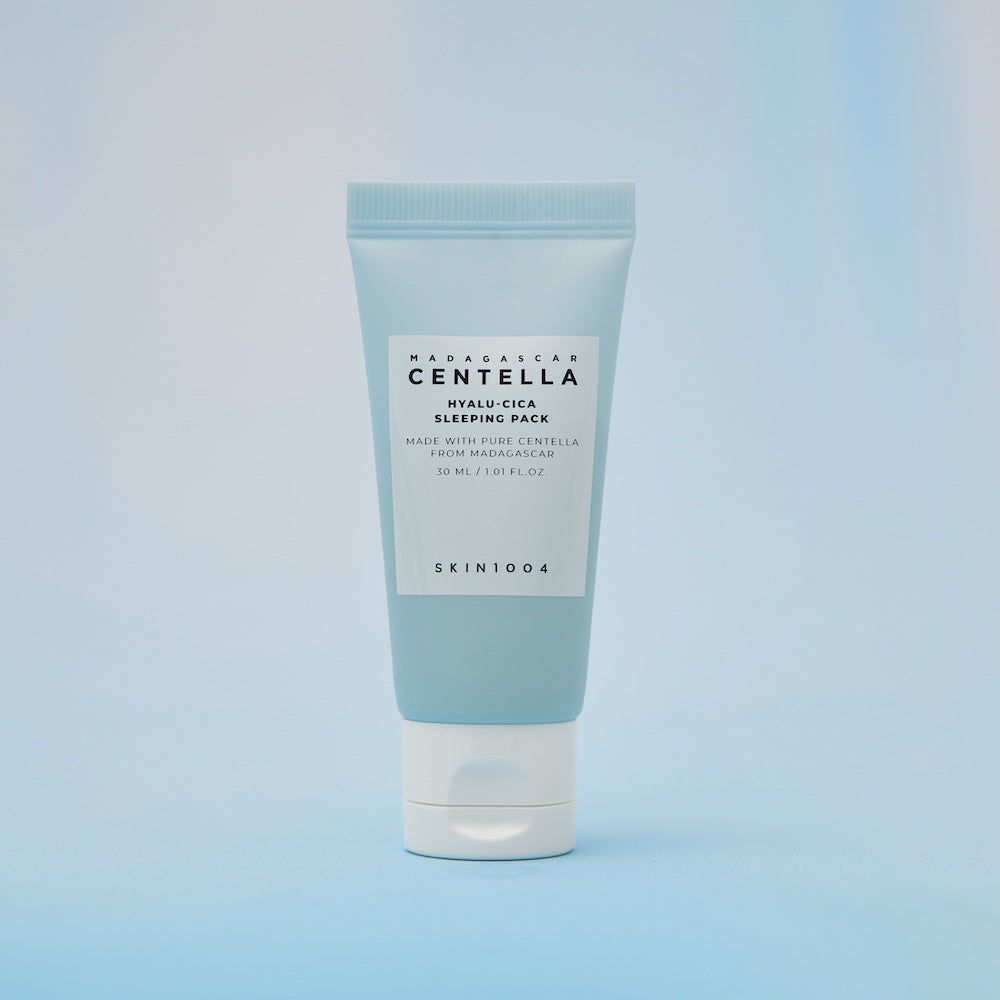 MADAGASCAR
CENTELLA
HYALU-CICA
SLEEPING PACK
MADE WITH PURE CENTELLA
FROM MADAGASCAR
30 ML / 1.01 FL.OZ.
SKIN1004